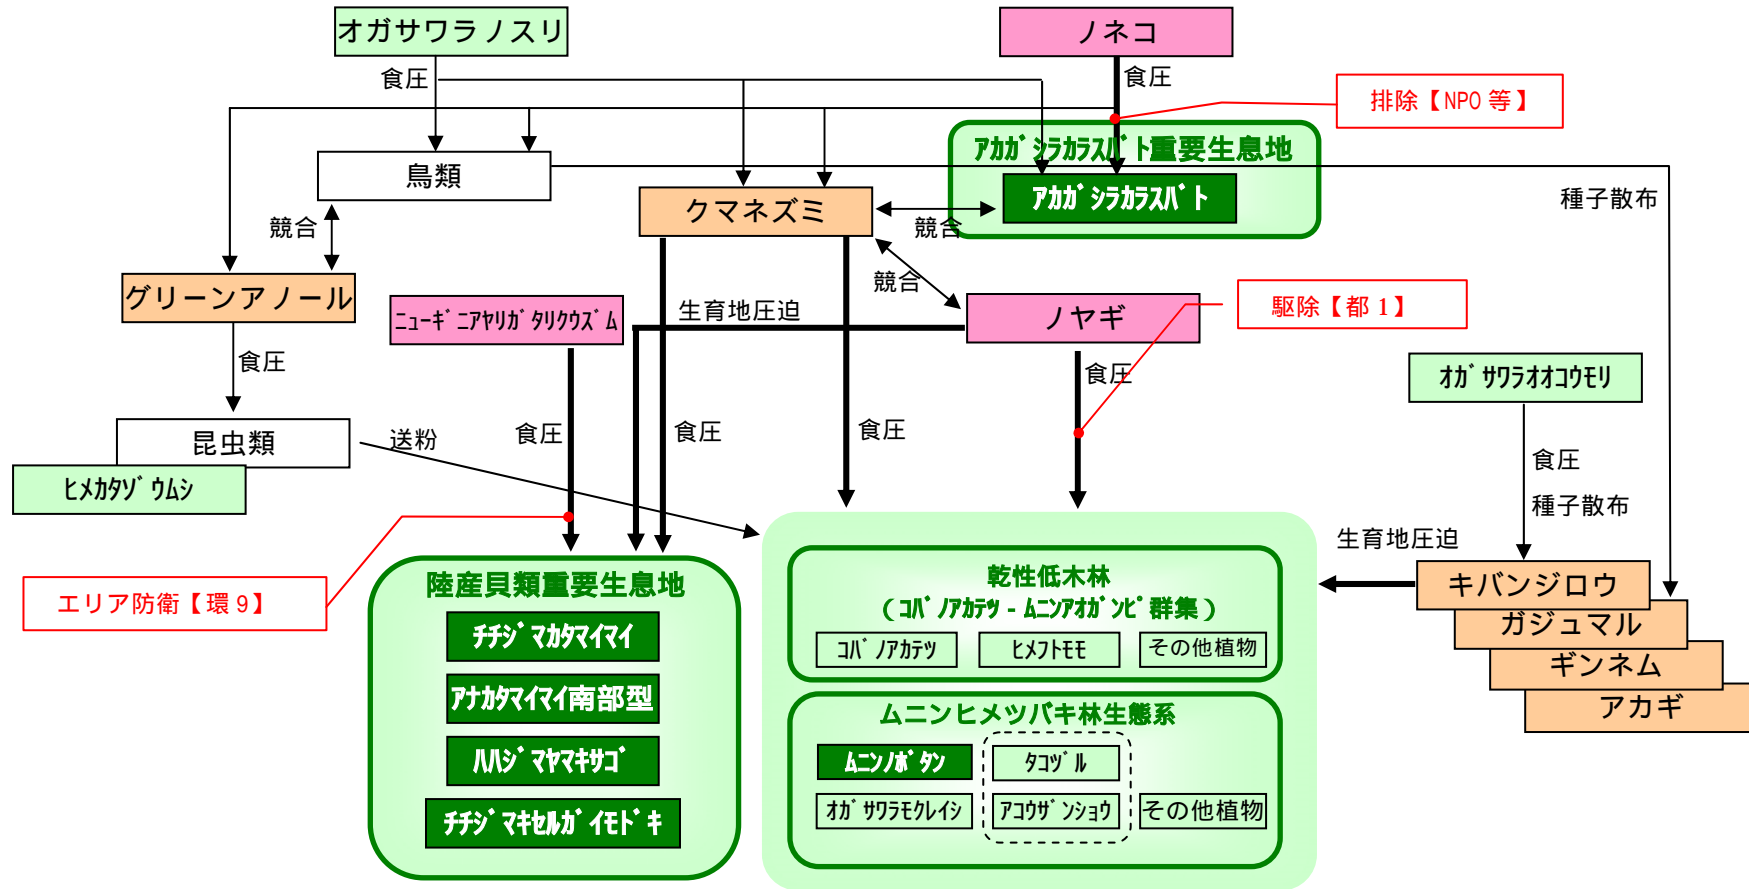 オガサワラノスリ
ノネコ
食圧
食圧
排除【NPO 等】
アカガシラカラスバト重要生息地
鳥類
アカガシラカラスバト
種子散布
クマネズミ
競合
競合
競合
グリーンアノール
ニューギニアヤリガタリクウズムシ
生育地圧迫
ノヤギ
駆除【都 1】
食圧
食圧
オガサワラオオコウモリ
昆虫類
送粉
食圧
食圧
食圧
食圧
ヒメカタゾウムシ
種子散布
生育地圧迫
エリア防衛【環 9】
陸産貝類重要生息地
チチジマカタマイマイ
アナカタマイマイ南部型
ハハジマヤマキサゴ
チチジマキセルガイモドキ
乾性低木林
（コバノアカテツ - ムニンアオガンピ群集）
コバノアカテツ
ヒメフトモモ
その他植物
ムニンヒメツバキ林生態系
ムニンノボタン
タコヅル
オガサワラモクレイシ
アコウザンショウ
その他植物
キバンジロウ
ガジュマル
ギンネム
アカギ